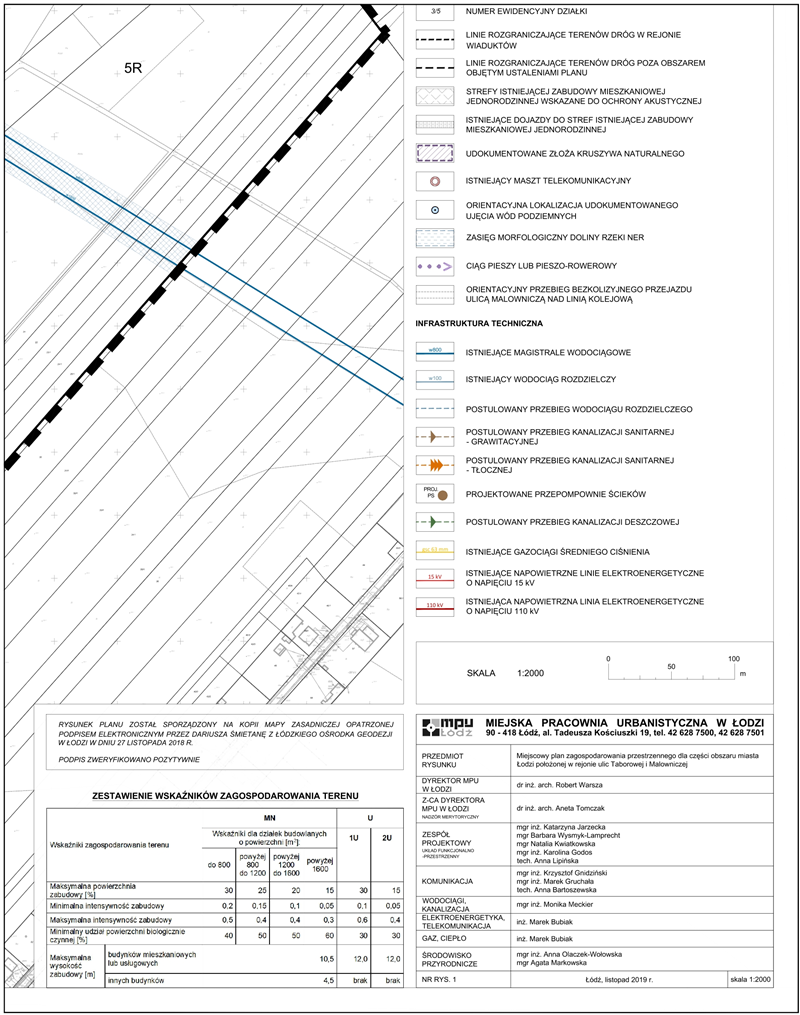 5R
3/5 NUMER EWIDENCYJNY DZIAŁKI
LINIE ROZGRANICZAJĄCE TERENÓW DRÓG W REJONIE
WIADUKTÓW
LINIE ROZGRANICZAJĄCE TERENÓW DRÓG POZA OBSZAREM
OBJĘTYM USTALENIAMI PLANU
STREFY ISTNIEJĄCEJ ZABUDOWY MIESZKANIOWEJ
JEDNORODZINNEJ WSKAZANE DO OCHRONY AKUSTYCZNEJ
ISTNIEJĄCE DOJAZDY DO STREF ISTNIEJĄCEJ ZABUDOWY
MIESZKANIOWEJ JEDNORODZINNEJ
UDOKUMENTOWANE ZŁOŻA KRUSZYWA NATURALNEGO
ISTNIEJĄCY MASZT TELEKOMUNIKACYJNY
ORIENTACYJNA LOKALIZACJA UDOKUMENTOWANEGO
UJĘCIA WÓD PODZIEMNYCH
ZASIĘG MORFOLOGICZNY DOLINY RZEKI NER
CIĄG PIESZY LUB PIESZO-ROWEROWY
ORIENTACYJNY PRZEBIEG BEZKOLIZYJNEGO PRZEJAZDU
ULICĄ MALOWNICZĄ NAD LINIĄ KOLEJOWĄ
INFRASTRUKTURA TECHNICZNA
w800 ISTNIEJĄCE MAGISTRALE WODOCIĄGOWE
w100 ISTNIEJĄCY WODOCIĄG ROZDZIELCZY
POSTULOWANY PRZEBIEG WODOCIĄGU ROZDZIELCZEGO
POSTULOWANY PRZEBIEG KANALIZACJI SANITARNEJ
- GRAWITACYJNEJ
POSTULOWANY PRZEBIEG KANALIZACJI SANITARNEJ
- TŁOCZNEJ
PROJ.
PS PROJEKTOWANE PRZEPOMPOWNIE ŚCIEKÓW
POSTULOWANY PRZEBIEG KANALIZACJI DESZCZOWEJ
gśc 63 mm ISTNIEJĄCE GAZOCIĄGI ŚREDNIEGO CIŚNIENIA
15 kV ISTNIEJĄCE NAPOWIETRZNE LINIE ELEKTROENERGETYCZNE
O NAPIĘCIU 15 kV
110 kV ISTNIEJĄCA NAPOWIETRZNA LINIA ELEKTROENERGETYCZNE
O NAPIĘCIU 110 kV
SKALA 1:2000 0 50 100 m
RYSUNEK PLANU ZOSTAŁ SPORZĄDZONY NA KOPII MAPY ZASADNICZEJ OPATRZONEJ
PODPISEM ELEKTRONICZNYM PRZEZ DARIUSZA ŚMIETANĘ Z ŁÓDZKIEGO OŚRODKA GEODEZJI
W ŁODZI W DNIU 27 LISTOPADA 2018 R.
PODPIS ZWERYFIKOWANO POZYTYWNIE
ZESTAWIENIE WSKAŹNIKÓW ZAGOSPODAROWANIA TERENU
Wskaźniki zagospodarowania terenu MN U
Wskaźniki dla działek budowlanych
o powierzchni [m²]: 1U 2U
do 800 powyżej 800 do 1200 powyżej 1200 do 1600 powyżej 1600
Maksymalna powierzchnia
zabudowy [%] 30 25 20 15 30 15
Minimalna intensywność zabudowy 0,2 0,15 0,1 0,05 0,1 0,05
Maksymalna intensywność zabudowy 0,5 0,4 0,4 0,3 0,6 0,4
Minimalny udział powierzchni biologicznie
czynnej [%] 40 50 50 60 30 30
Maksymalna
wysokość
zabudowy [m]
budynków mieszkaniowych
lub usługowych 10,5 12,0 12,0
innych budynków 4,5 brak brak
mpu
Łódź
MIEJSKA PRACOWNIA URBANISTYCZNA W ŁODZI
90 - 418 Łódź, al. Tadeusza Kościuszki 19, tel. 42 628 7500, 42 628 7501
PRZEDMIOT
RYSUNKU
Miejscowy plan zagospodarowania przestrzennego dla części obszaru miasta
Łodzi położonej w rejonie ulic Taborowej i Malowniczej
DYREKTOR MPU
W ŁODZI
dr inż. arch. Robert Warsza
Z-CA DYREKTORA
MPU W ŁODZI
NADZÓR MERYTORYCZNY
dr inż. arch. Aneta Tomczak
ZESPÓŁ
PROJEKTOWY
UKŁAD FUNKCJONALNO
-PRZESTRZENNY
mgr inż. Katarzyna Jarzecka
mgr Barbara Wysmyk-Lamprecht
mgr Natalia Kwiatkowska
mgr inż. Karolina Godos
tech. Anna Lipińska
KOMUNIKACJA
mgr inż. Krzysztof Gnidziński
mgr inż. Marek Gruchała
tech. Anna Bartoszewska
WODOCIĄGI,
KANALIZACJA
mgr inż. Monika Meckier
ELEKTROENERGETYKA,
TELEKOMUNIKACJA
inż. Marek Bubiak
GAZ, CIEPŁO inż. Marek Bubiak
ŚRODOWISKO
PRZYRODNICZE
mgr inż. Anna Olaczek-Wołowska
mgr Agata Markowska
NR RYS. 1 Łódź, listopad 2019 r. skala 1:2000